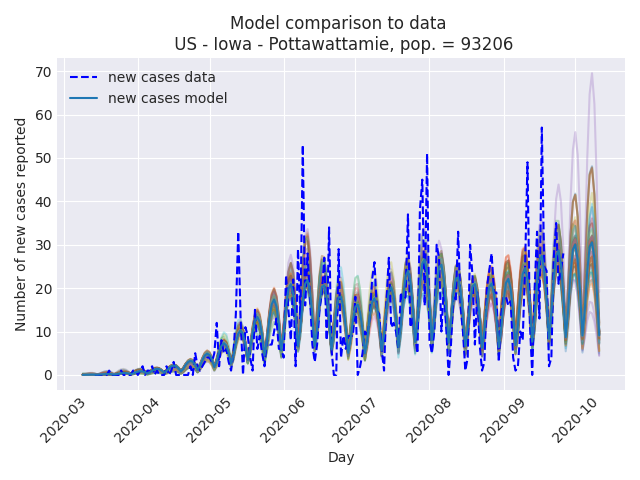 Model comparison to data
US - Iowa - Pottawattamie, pop. = 93206
new cases data
new cases model
Number of new cases reported
70
60
50
40
30
20
10
0
2020-03
2020-04
2020-05
2020-06
2020-07
2020-08
2020-09
2020-10
Day